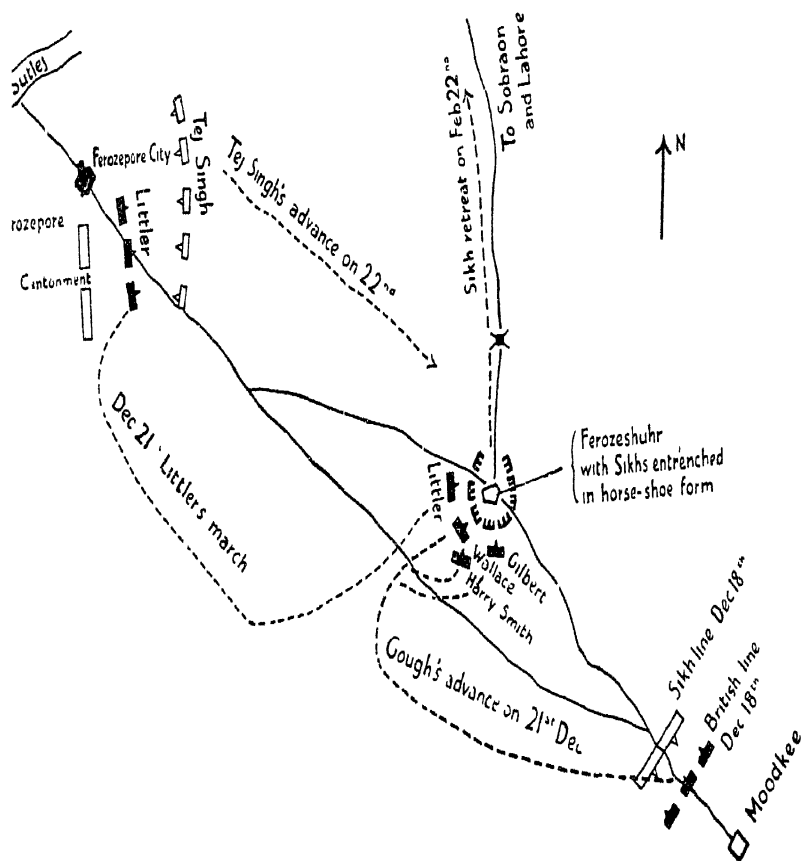 Sutlej
Ferozepore City
Tej Singh
Littler
rozepore
Cantonment
Tej Singh's advance on 22nd
Sikh retreat on Feb 22nd
To Sobraon
and Lahore
N
Dec 21st Littlers march
Littler
Wallace
Harry Smith
Gilbert
Ferozeshuhr
with Sikhs entrenched
in horse-shoe form
Gough's advance on 21st Dec
Sikh line Dec 18th
British line
Dec 18th
Moodkee